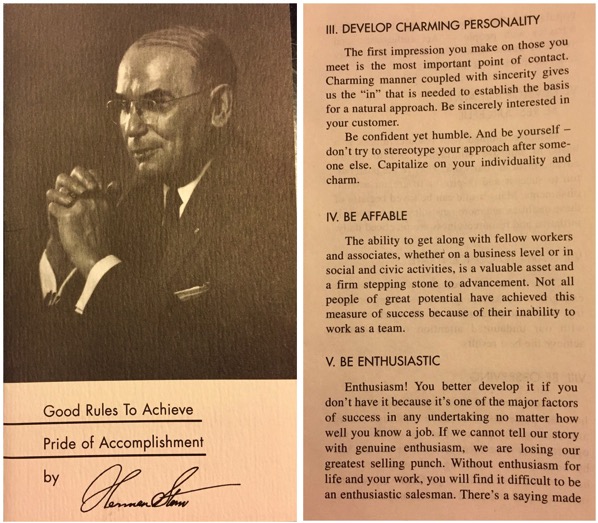 Good Rules To Achieve
Pride of Accomplishment
by Herman Stern
III. DEVELOP CHARMING PERSONALITY
The first impression you make on those you
meet is the most important point of contact.
Charming manner coupled with sincerity gives
us the “in” that is needed to establish the basis
for a natural approach. Be sincerely interested in
your customer.
Be confident yet humble. And be yourself –
don't try to stereotype your approach after some-
one else. Capitalize on your individuality and
charm.
IV. BE AFFABLE
The ability to get along with fellow workers
and associates, whether on a business level or in
social and civic activities, is a valuable asset and
a firm stepping stone to advancement. Not all
people of great potential have achieved this
measure of success because of their inability to
work as a team.
V. BE ENTHUSIASTIC
Enthusiasm! You better develop it if you
don't have it because it's one of the major factors
of success in any undertaking no matter how
well you know a job. If we cannot tell our story
with genuine enthusiasm, we are losing our
greatest selling punch. Without enthusiasm for
life and your work, you will find it difficult to be
an enthusiastic salesman. There's a saying made